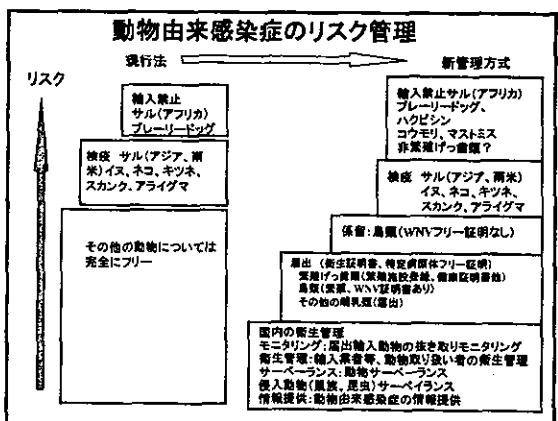 動物由来感染症のリスク管理
現行法
新管理方式
リスク
輸入禁止
サル(アフリカ)
プレーリードッグ
検疫 サル(アジア、南
米)イヌ、ネコ、キツネ、
スカンク、アライグマ
その他の動物については
完全にフリー
輸入禁止サル(アフリカ)
プレーリードッグ、
ハクビシン
コウモリ、マストミス
非繁殖げっ歯類?
検疫 サル(アジア、南米)
イヌ、ネコ、キツネ、
スカンク、アライグマ
係留:鳥類(WNVフリー証明なし)
届出 (衛生証明書、特定病原体フリー証明)
繁殖げっ歯類(繁殖施設登録、健康証明書他)
鳥類(繁殖、WNV証明書あり)
その他の哺乳類(届出)
国内の衛生管理
モニタリング:届出輸入動物の抜き取りモニタリング
衛生管理:輸入業者等、動物取り扱い者の衛生管理
サーベーランス:動物サーベーランス
侵入動物(鼠族、昆虫)サーベイランス
情報提供:動物由来感染症の情報提供